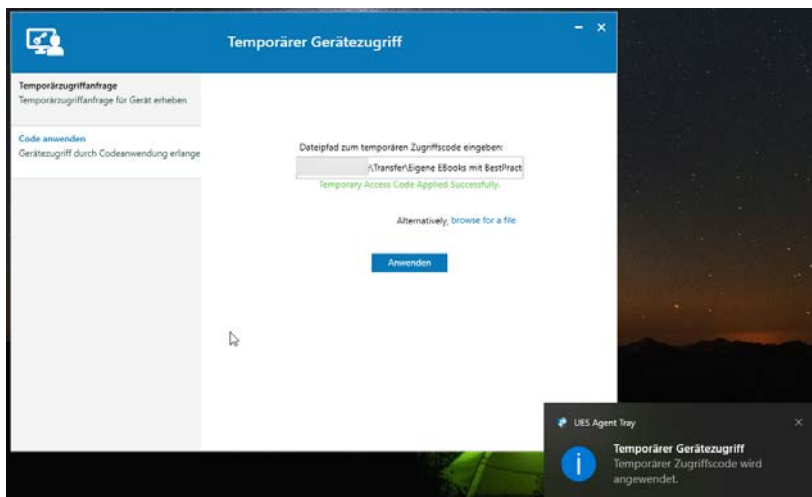 Temporärer Gerätezugriff
Temporärzugriffanfrage
Temporärzugriffanfrage für Gerät erheben
Code anwenden
Gerätezugriff durch Codeanwendung erlange
Dateipfad zum temporären Zugriffscode eingeben:
\Transfer\Eigene EBooks mit BestPract
Temporary Access Code Applied Successfully.
Alternatively, browse for a file
Anwenden
UES Agent Tray
Temporärer Gerätezugriff
Temporärer Zugriffscode wird
angewendet.